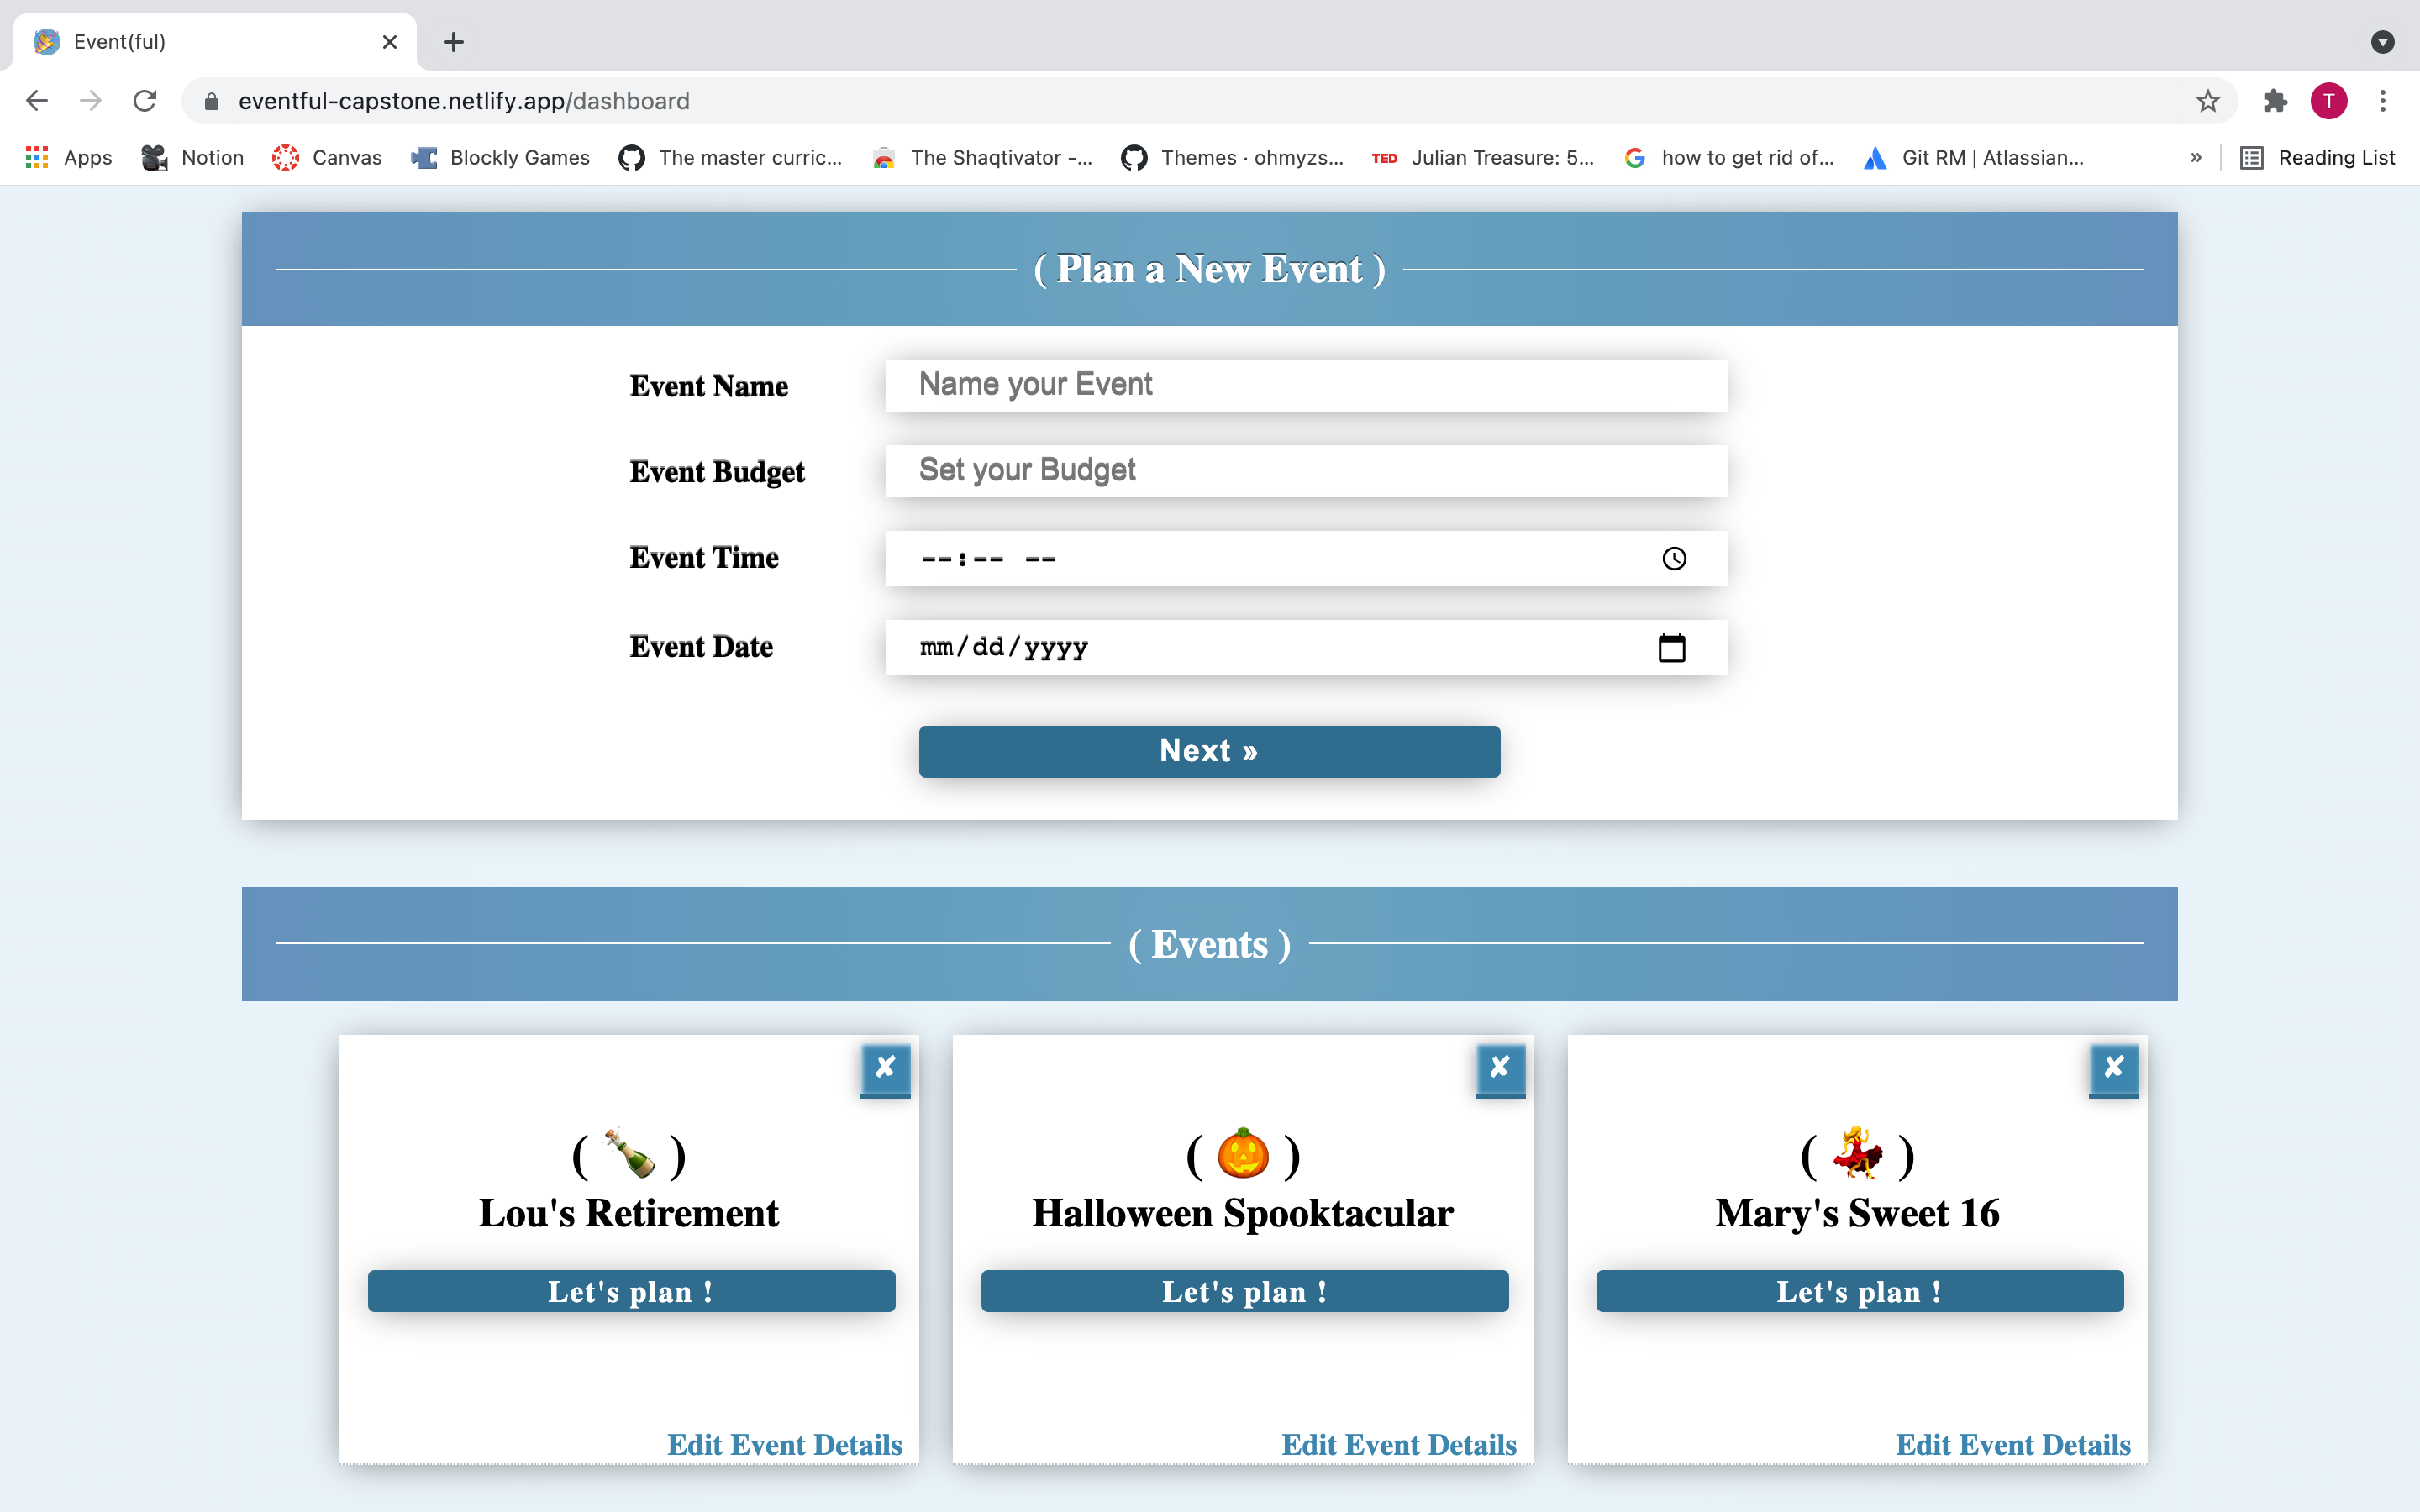 Event(ful)
eventful-capstone.netlify.app/dashboard
T
Apps Notion Canvas Blockly Games The master curric... The Shaqtivator -... Themes · ohmyzs... TED Julian Treasure: 5... how to get rid of... Git RM | Atlassian... » Reading List
( Plan a New Event )
Event Name Name your Event
Event Budget Set your Budget
Event Time --:-- --
Event Date mm/dd/yyyy
Next »
( Events )
✘ ✘ ✘
( 🍾 ) ( 🎃 ) ( 💃 )
Lou's Retirement Halloween Spooktacular Mary's Sweet 16
Let's plan ! Let's plan ! Let's plan !
Edit Event Details Edit Event Details Edit Event Details